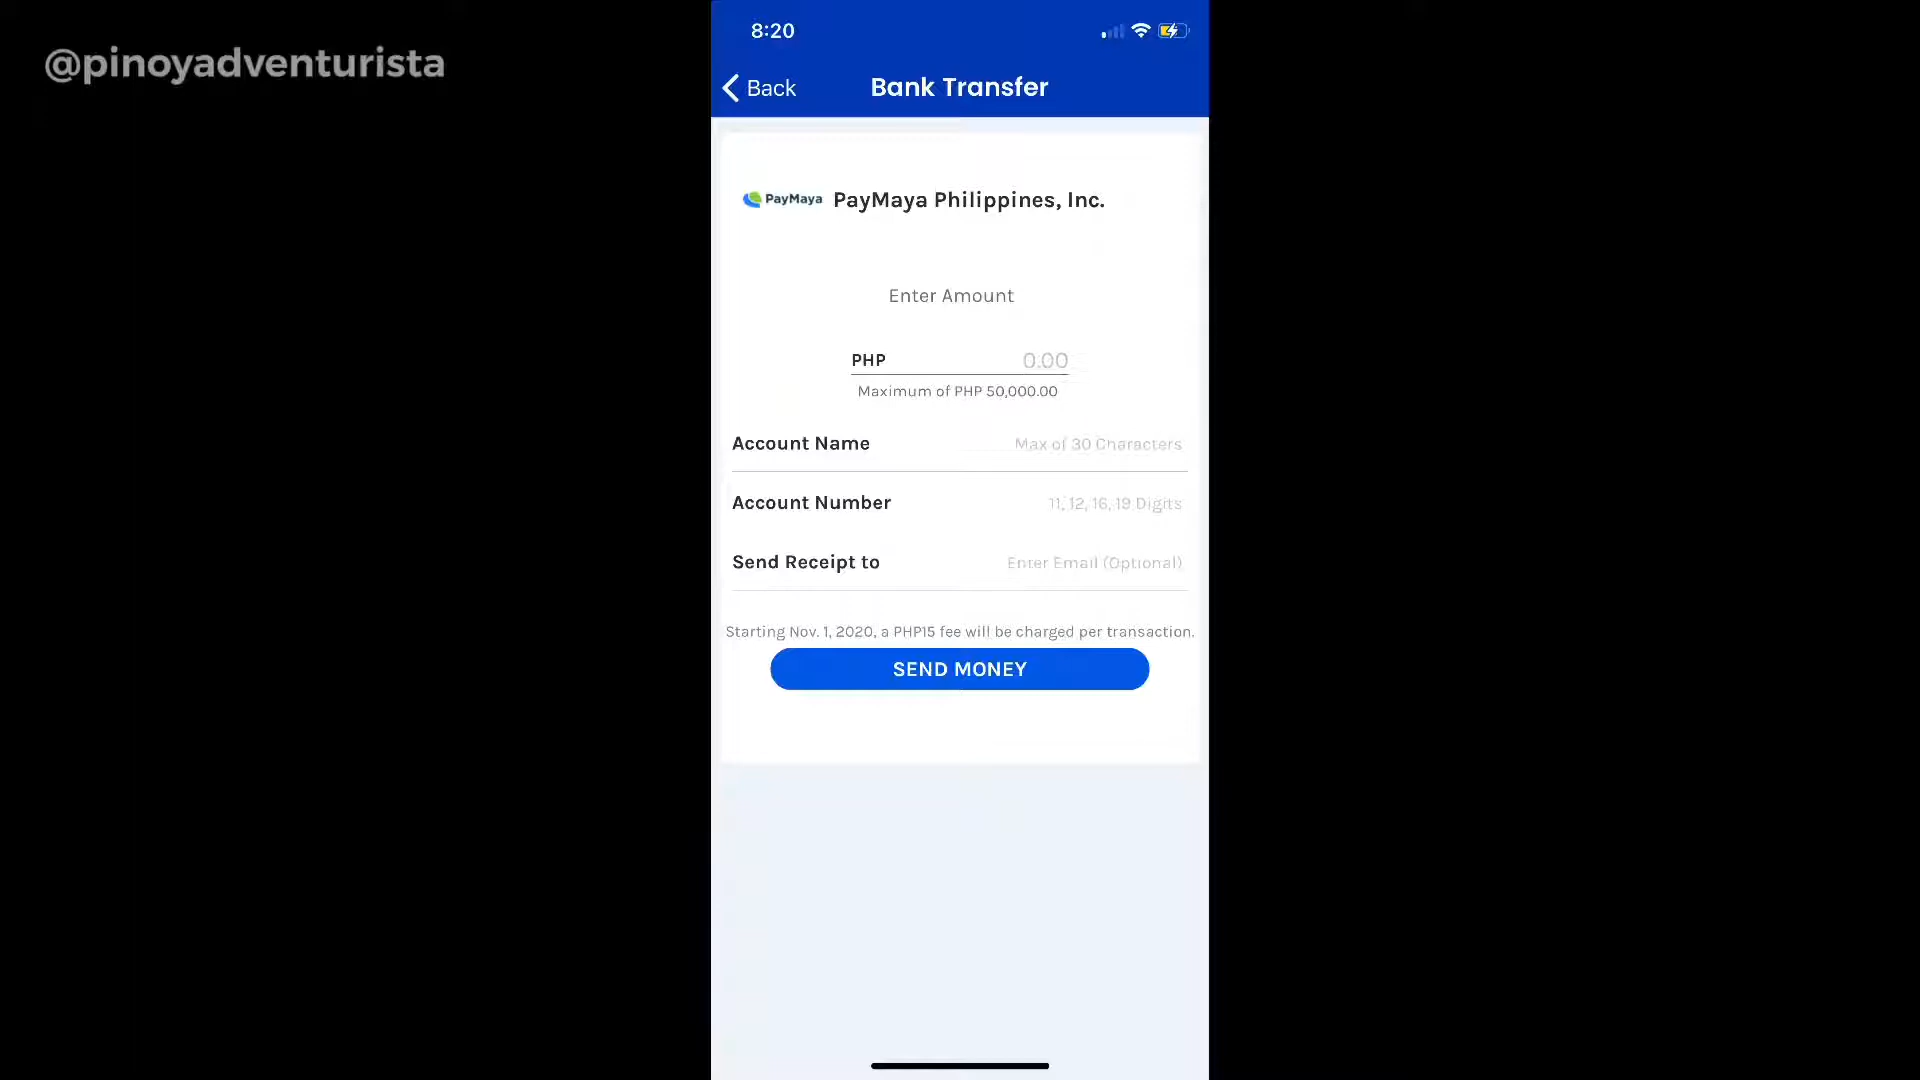 @pinoyadventurista
8:20
Back
Bank Transfer
PayMaya PayMaya Philippines, Inc.
Enter Amount
PHP 0.00
Maximum of PHP 50,000.00
Account Name Max of 30 Characters
Account Number 11, 12, 16, 19 Digits
Send Receipt to Enter Email (Optional)
Starting Nov. 1, 2020, a PHP15 fee will be charged per transaction.
SEND MONEY